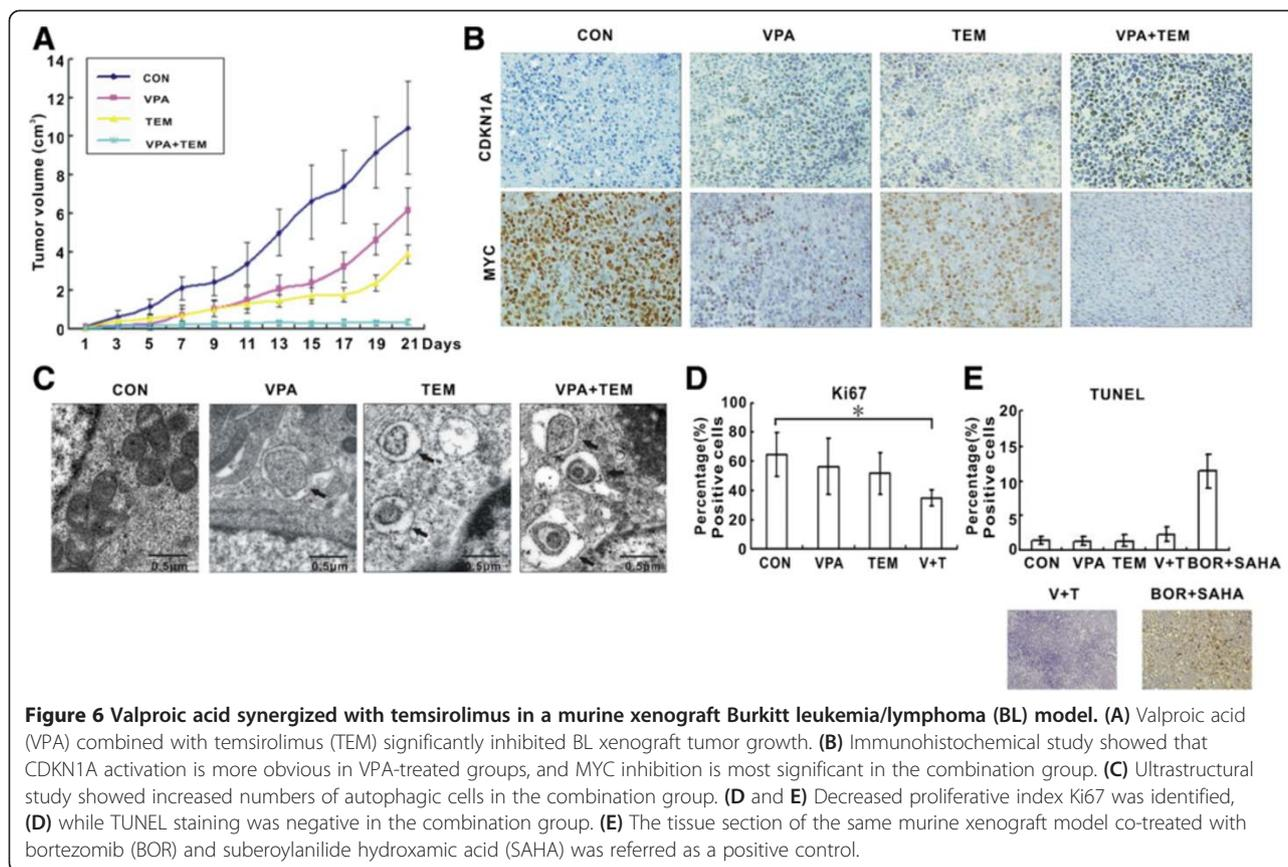 A
Tumor volume (cm³)
14
12
10
8
6
4
2
0
CON
VPA
TEM
VPA+TEM
1 3 5 7 9 11 13 15 17 19 21 Days
B
CON VPA TEM VPA+TEM
CDKN1A
MYC
C
CON VPA TEM VPA+TEM
0.5μm 0.5μm 0.5μm 0.5μm
D
Ki67
Percentage(%)
Positive cells
100
80
60
40
20
0
*
CON VPA TEM V+T
E
TUNEL
Percentage(%)
Positive cells
20
15
10
5
0
CON VPA TEM V+T BOR+SAHA
V+T BOR+SAHA
Figure 6 Valproic acid synergized with temsirolimus in a murine xenograft Burkitt leukemia/lymphoma (BL) model. (A) Valproic acid
(VPA) combined with temsirolimus (TEM) significantly inhibited BL xenograft tumor growth. (B) Immunohistochemical study showed that
CDKN1A activation is more obvious in VPA-treated groups, and MYC inhibition is most significant in the combination group. (C) Ultrastructural
study showed increased numbers of autophagic cells in the combination group. (D and E) Decreased proliferative index Ki67 was identified,
(D) while TUNEL staining was negative in the combination group. (E) The tissue section of the same murine xenograft model co-treated with
bortezomib (BOR) and suberoylanilide hydroxamic acid (SAHA) was referred as a positive control.